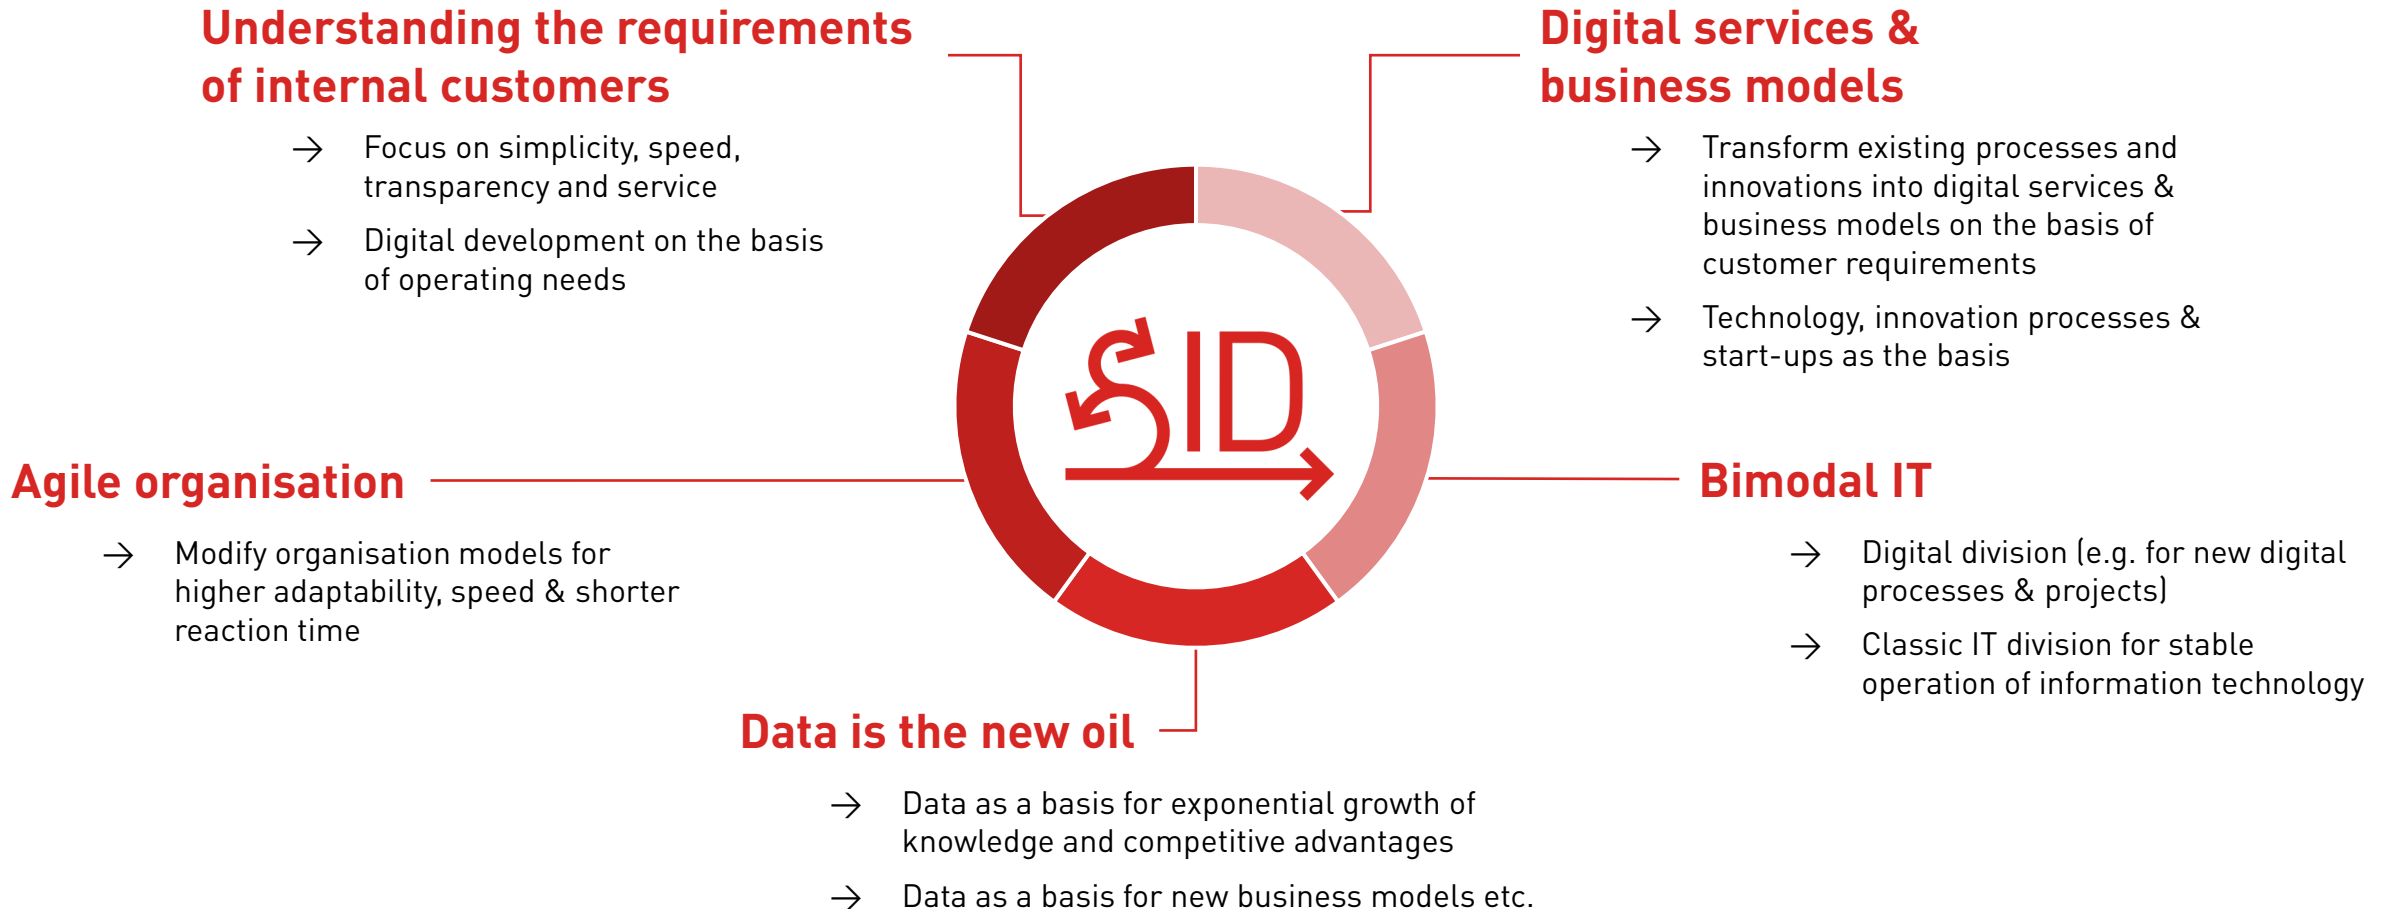 Understanding the requirements
of internal customers
→ Focus on simplicity, speed,
transparency and service
→ Digital development on the basis
of operating needs
Digital services &
business models
→ Transform existing processes and
innovations into digital services &
business models on the basis of
customer requirements
→ Technology, innovation processes &
start-ups as the basis
SID
Agile organisation
→ Modify organisation models for
higher adaptability, speed & shorter
reaction time
Bimodal IT
→ Digital division (e.g. for new digital
processes & projects)
→ Classic IT division for stable
operation of information technology
Data is the new oil
→ Data as a basis for exponential growth of
knowledge and competitive advantages
→ Data as a basis for new business models etc.